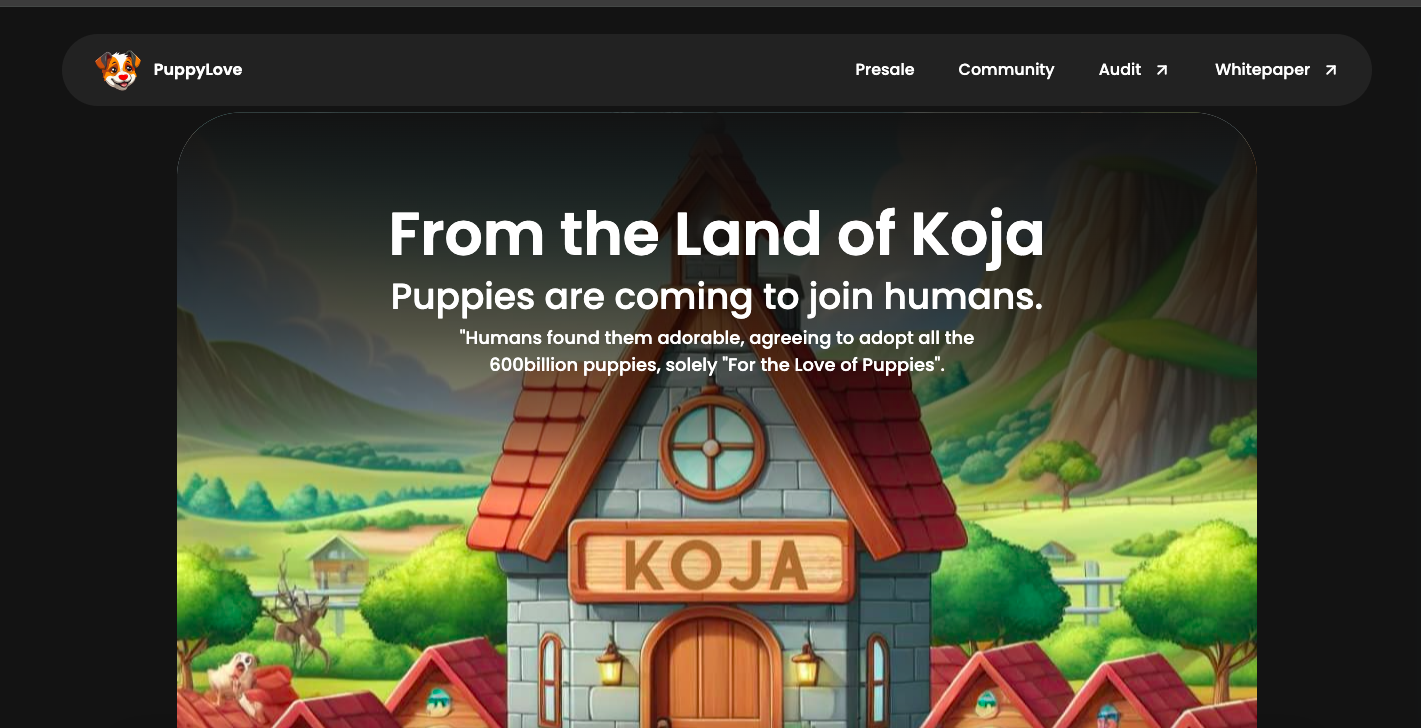 PuppyLove
Presale
Community
Audit
Whitepaper
From the Land of Koja
Puppies are coming to join humans.
"Humans found them adorable, agreeing to adopt all the
600billion puppies, solely "For the Love of Puppies".
KOJA